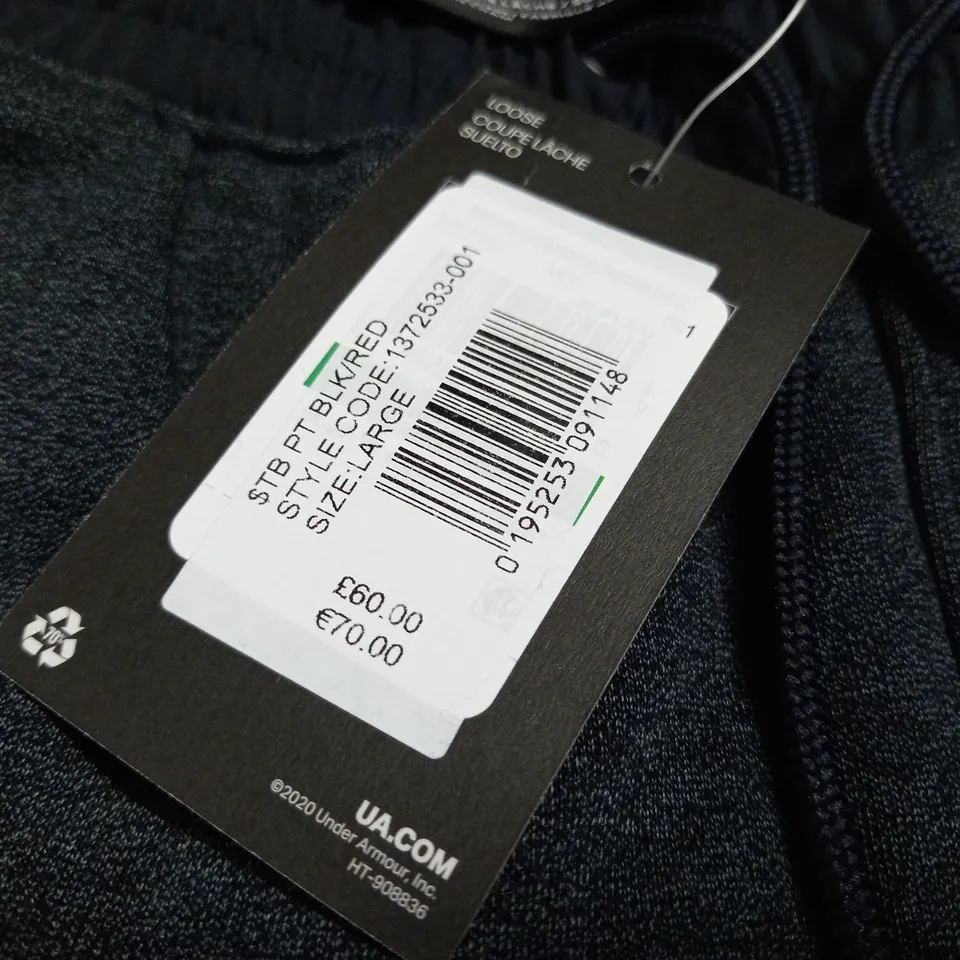 LOOSE
COUPE LÂCHE
SUELTO
1
STB PT BLK/RED
STYLE CODE:1372533-001
SIZE:LARGE
0 195253 091148
£60.00
€70.00
70%
UA.COM
©2020 Under Armour, Inc.
HT-908836